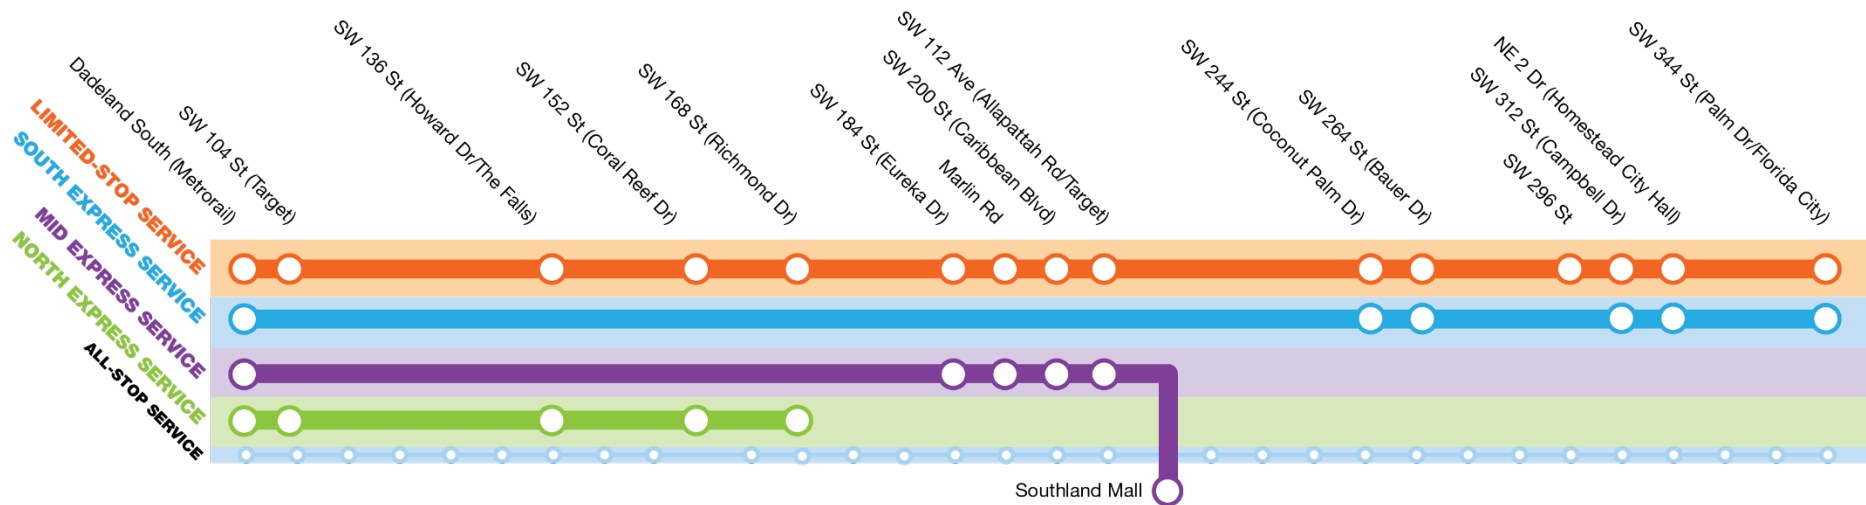 Dadeland South (Metrorail)
SW 104 St (Target)
SW 136 St (Howard Dr/The Falls)
SW 152 St (Coral Reef Dr)
SW 168 St (Richmond Dr)
SW 184 St (Eureka Dr)
Marlin Rd
SW 200 St (Caribbean Blvd)
SW 112 Ave (Allapattah Rd/Target)
SW 244 St (Coconut Palm Dr)
SW 264 St (Bauer Dr)
SW 296 St
SW 312 St (Campbell Dr)
NE 2 Dr (Homestead City Hall)
SW 344 St (Palm Dr/Florida City)
LIMITED-STOP SERVICE
SOUTH EXPRESS SERVICE
MID EXPRESS SERVICE
NORTH EXPRESS SERVICE
ALL-STOP SERVICE
Southland Mall